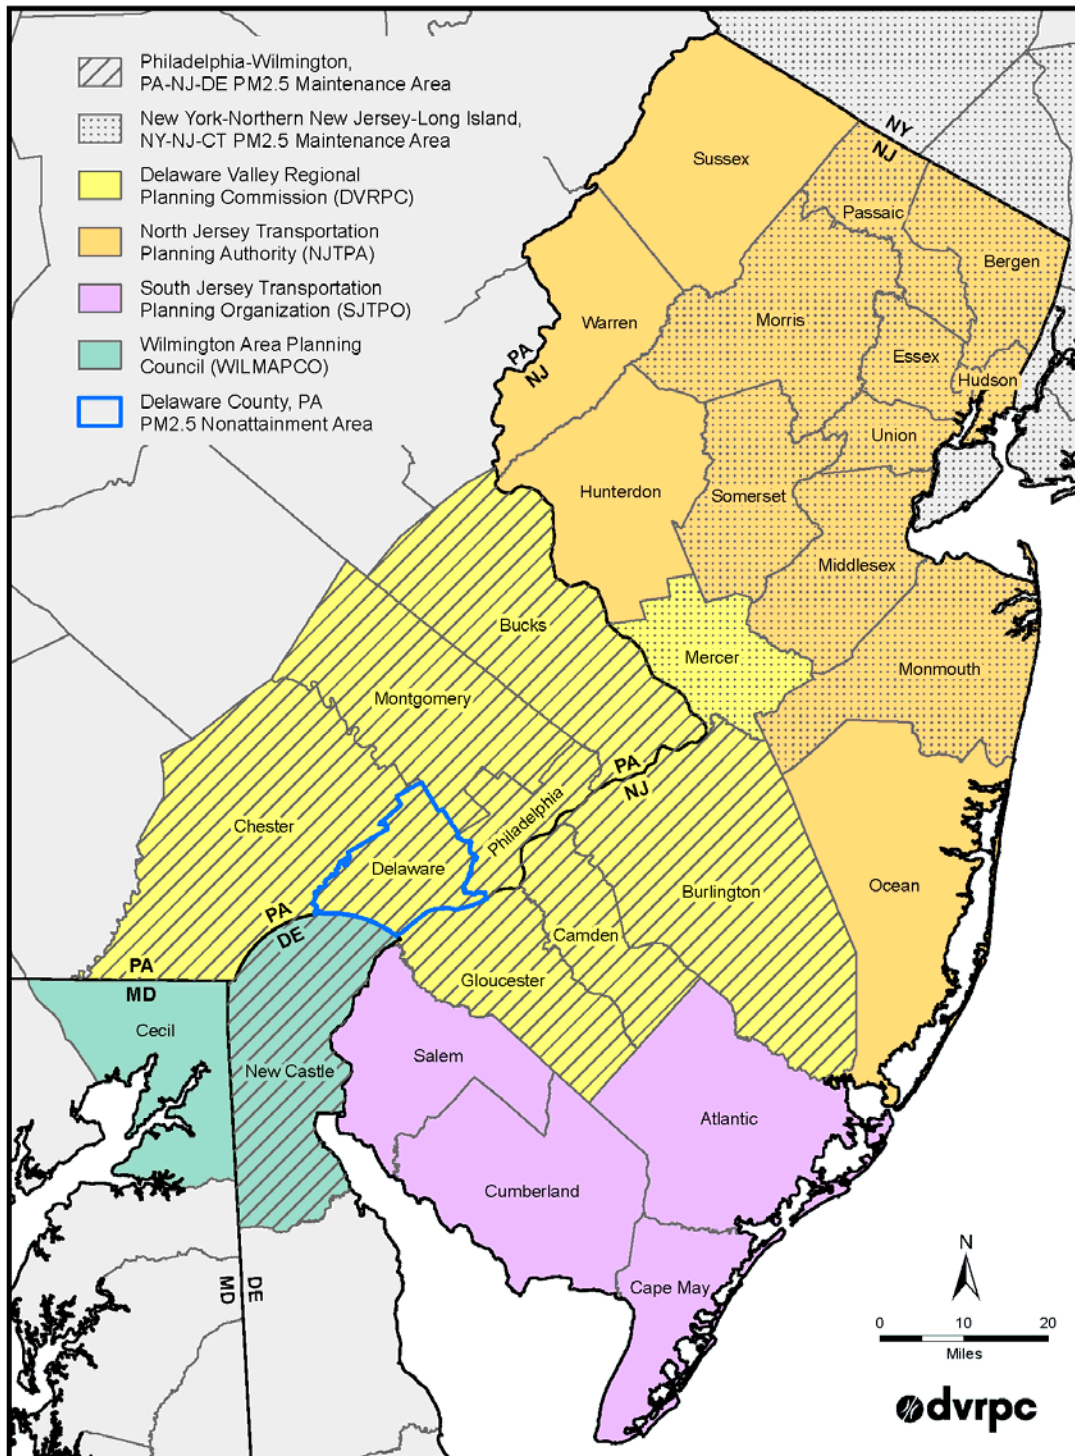 Philadelphia-Wilmington,
PA-NJ-DE PM2.5 Maintenance Area
New York-Northern New Jersey-Long Island,
NY-NJ-CT PM2.5 Maintenance Area
Delaware Valley Regional
Planning Commission (DVRPC)
North Jersey Transportation
Planning Authority (NJTPA)
South Jersey Transportation
Planning Organization (SJTPO)
Wilmington Area Planning
Council (WILMAPCO)
Delaware County, PA
PM2.5 Nonattainment Area
NY
NJ
Sussex
Passaic
Bergen
Warren
Morris
PA
NJ
Essex
Hudson
Union
Hunterdon
Somerset
Middlesex
Bucks
Mercer
Monmouth
Montgomery
PA
NJ
Philadelphia
Chester
Delaware
Burlington
Ocean
PA
DE
Camden
Gloucester
PA
MD
Cecil
New Castle
Salem
Atlantic
Cumberland
Cape May
MD
DE
N
0 10 20
Miles
dvrpc